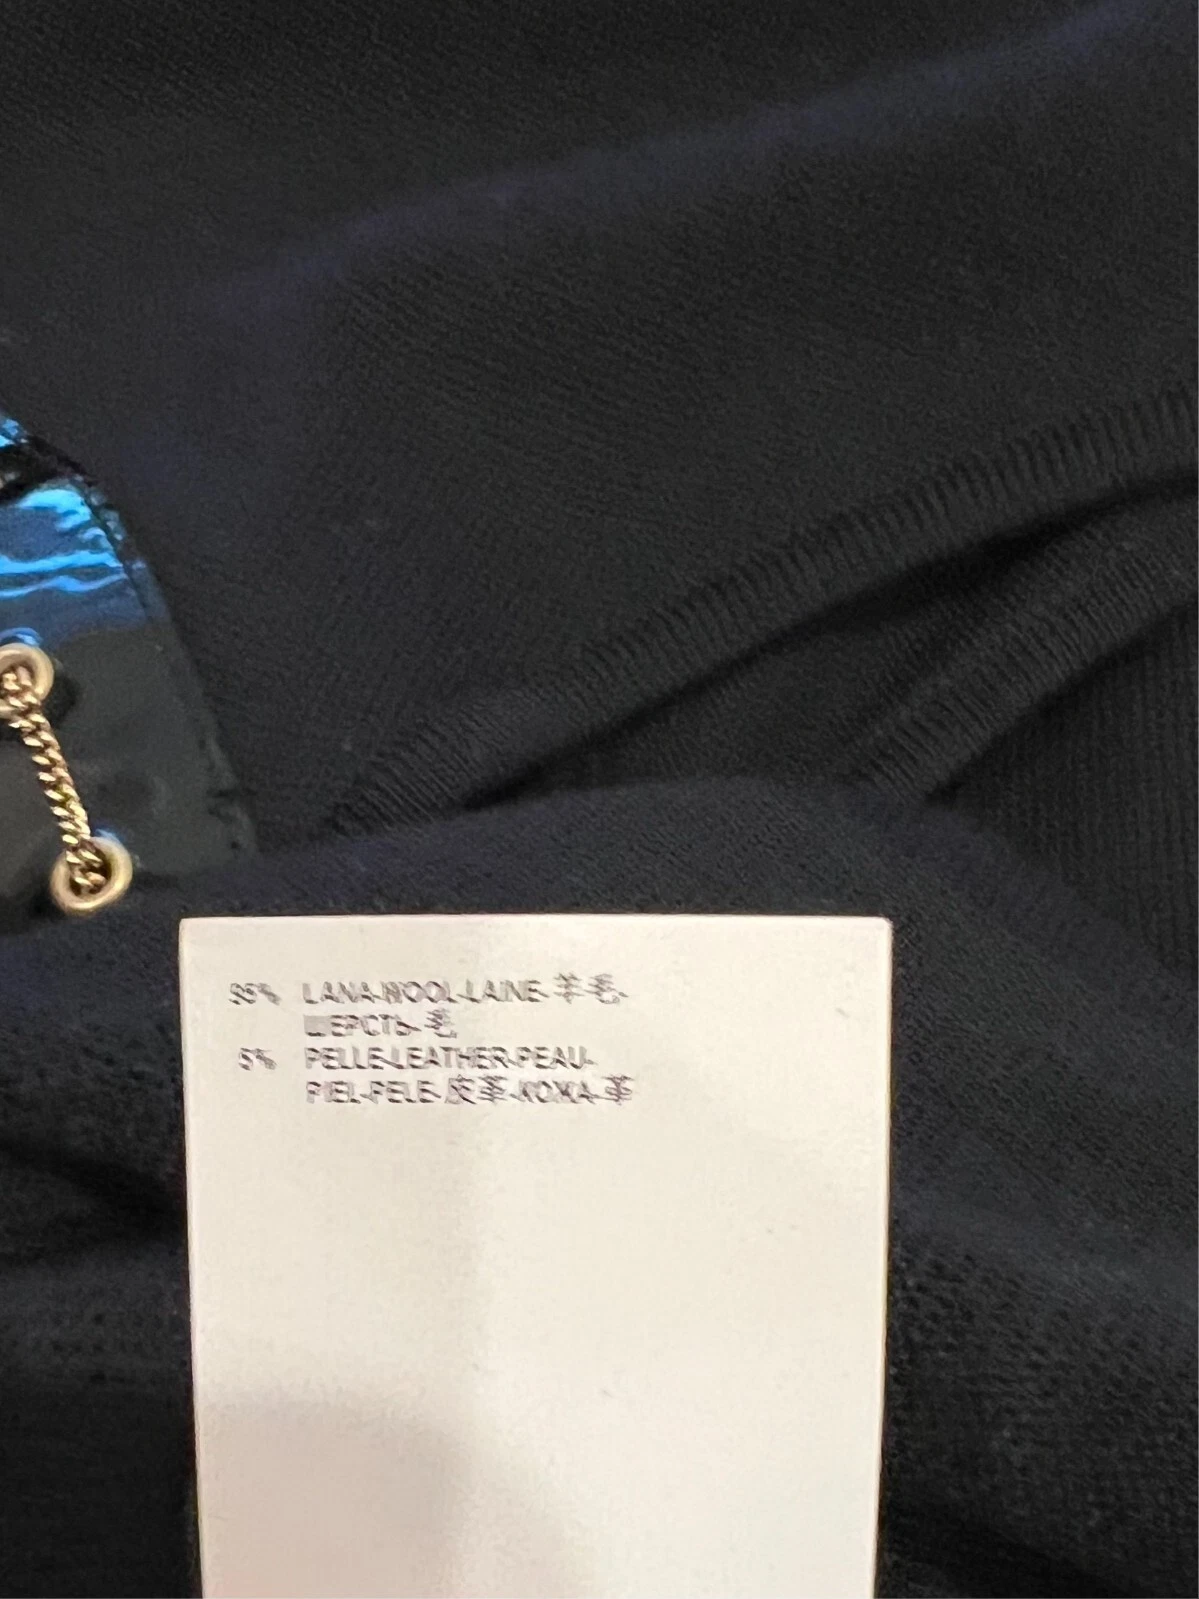 95% LANA-WOOL-LAINE-羊毛-
ШЕРСТЬ-毛
5% PELLE-LEATHER-PEAU-
PIEL-PELE-皮革-КОЖА-革